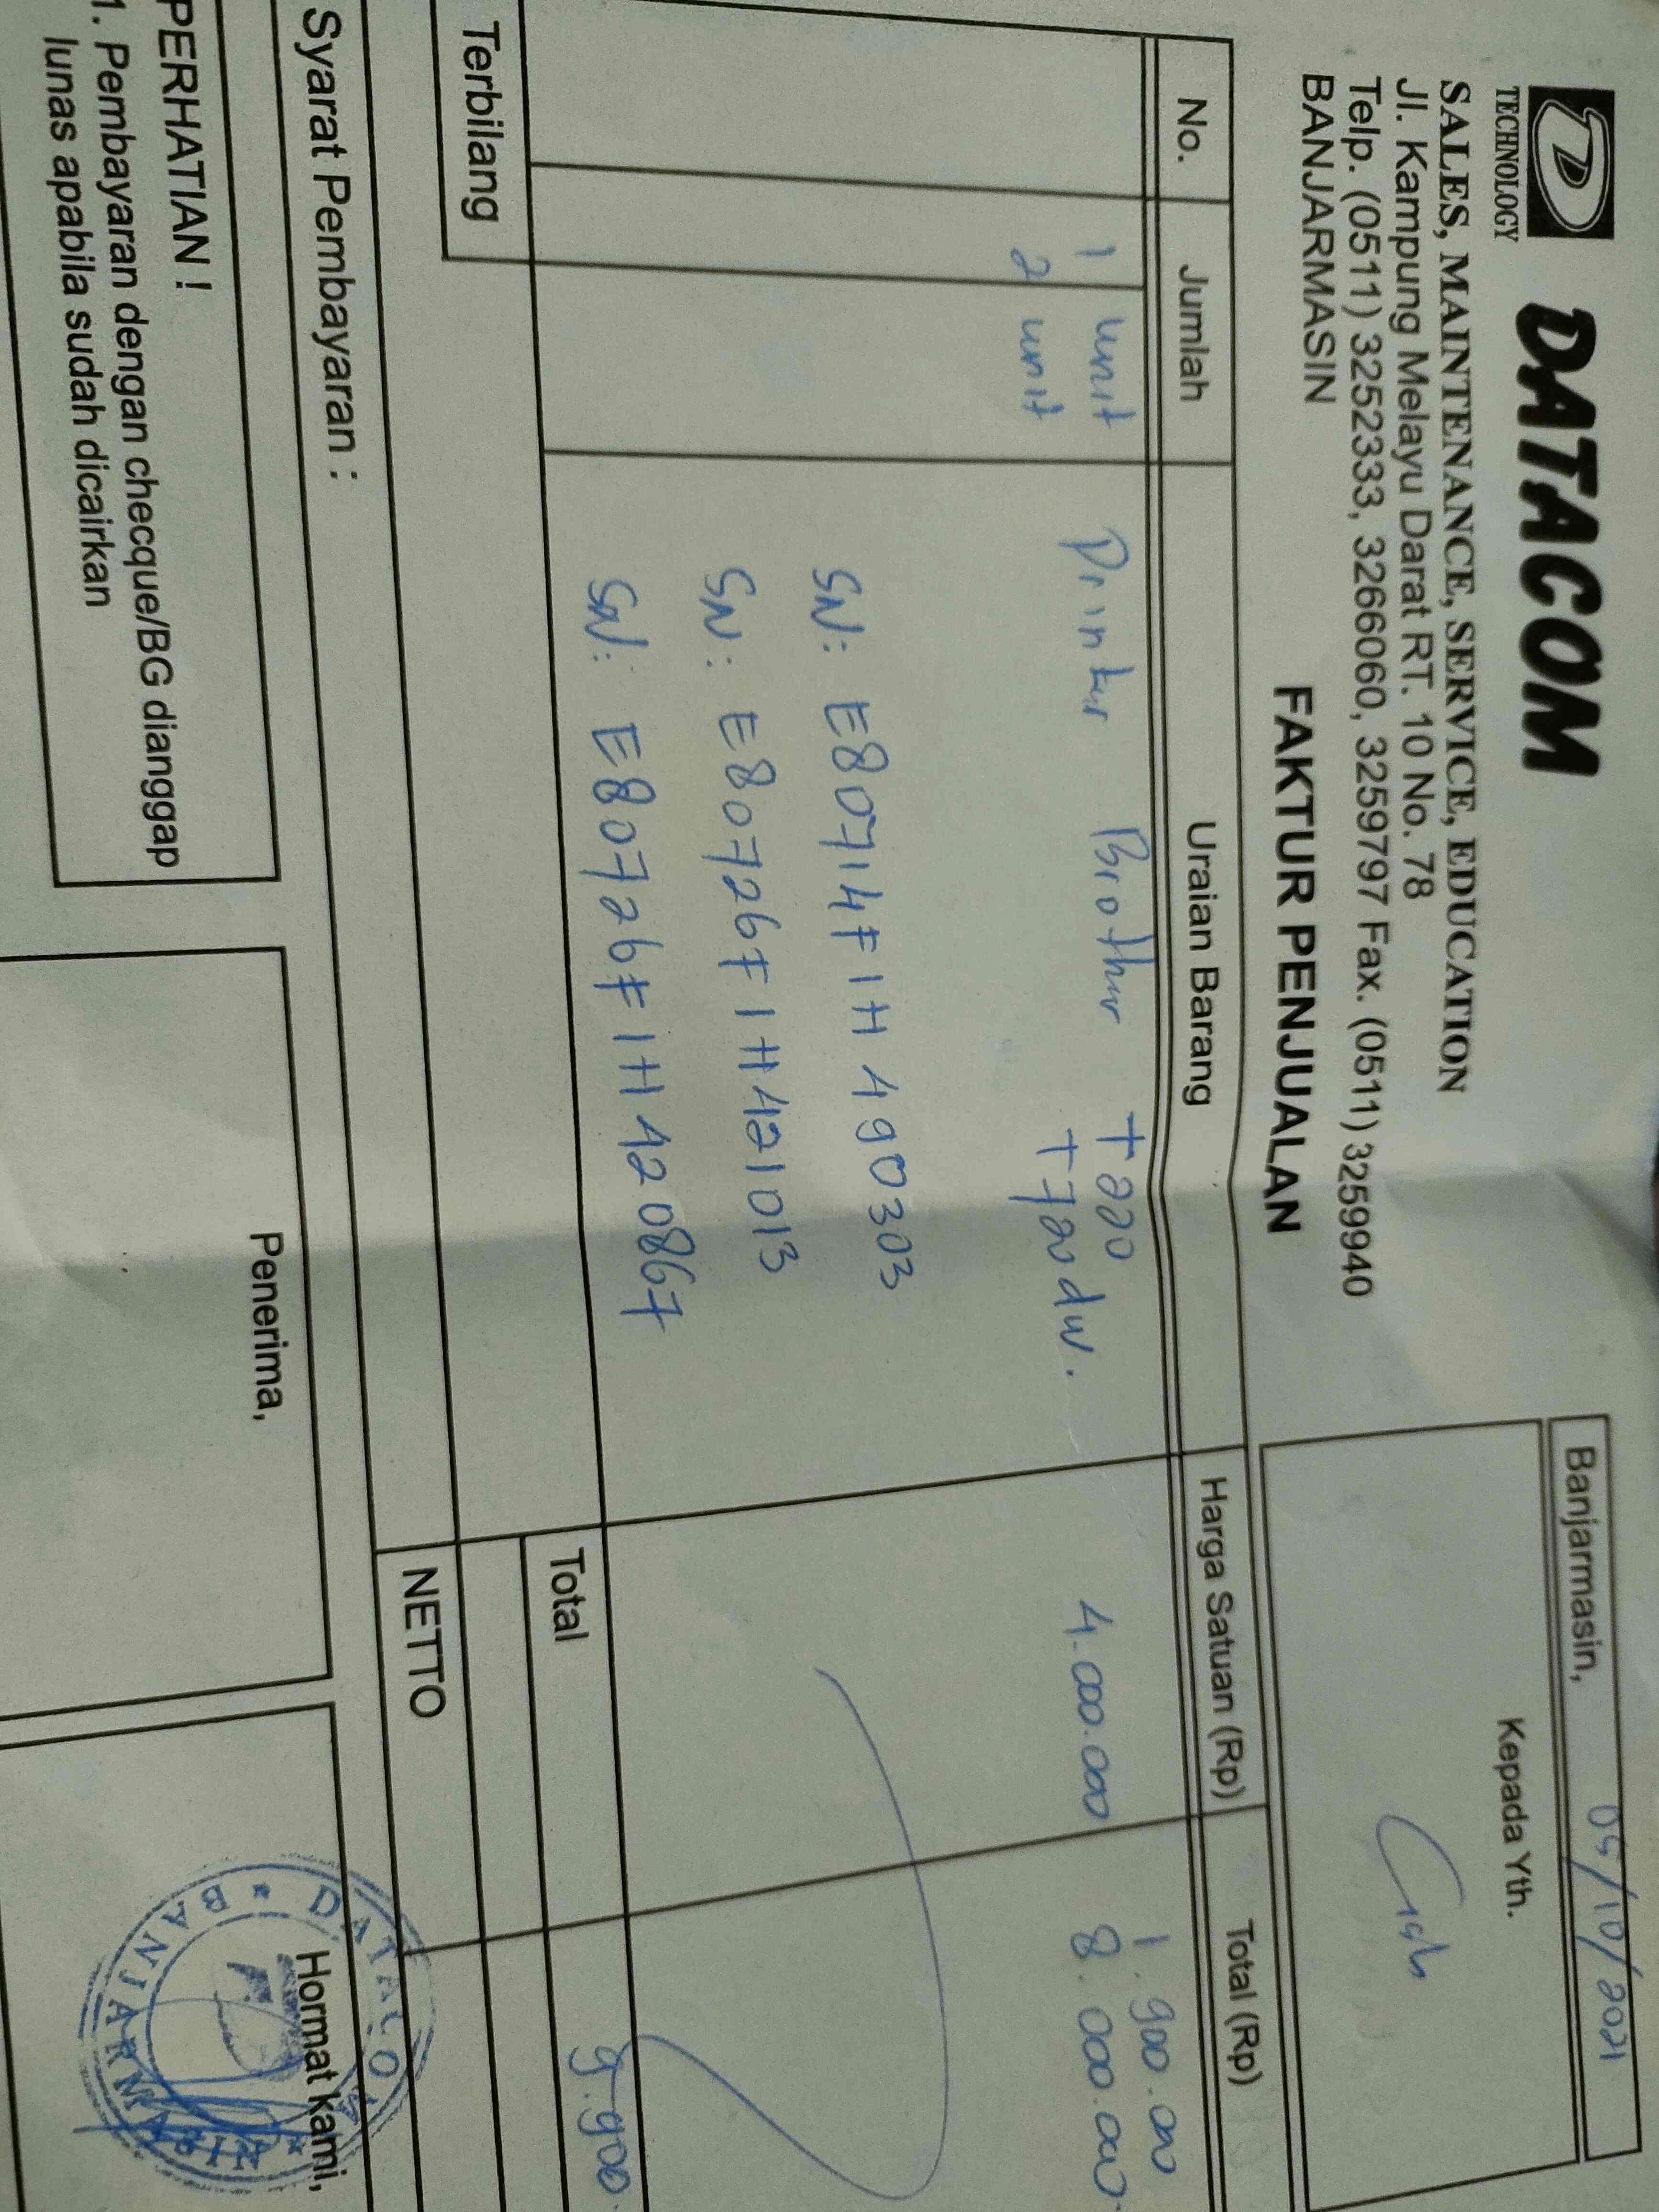 D
TECHNOLOGY
DATACOM
SALES, MAINTENANCE, SERVICE, EDUCATION
Jl. Kampung Melayu Darat RT. 10 No. 78
Telp. (0511) 3252333, 3266060, 3259797 Fax. (0511) 3259940
BANJARMASIN
FAKTUR PENJUALAN
Banjarmasin, 05/10/2021
Kepada Yth.
Cash
No. Jumlah Uraian Barang Harga Satuan (Rp) Total (Rp)
1 unit Printer Brother T220 1.900.000
2 unit T720dw. 4.000.000 8.000.000
SN: E80714F1H490303
SN: E80726F1H421013
SN: E80726F1H420867
Terbilang
Total 9.900.
NETTO
Syarat Pembayaran :
PERHATIAN !
1. Pembayaran dengan checque/BG dianggap
lunas apabila sudah dicairkan
Penerima,
Hormat kami,
DATACOM
BANJARMASIN